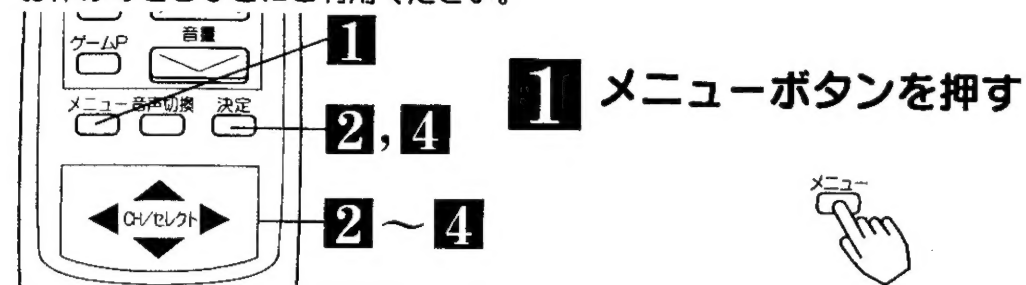 ゲームP
音量
1
メニュー 音声切換 決定
2, 4
CH/セレクト
2～4
1 メニューボタンを押す
メニュー